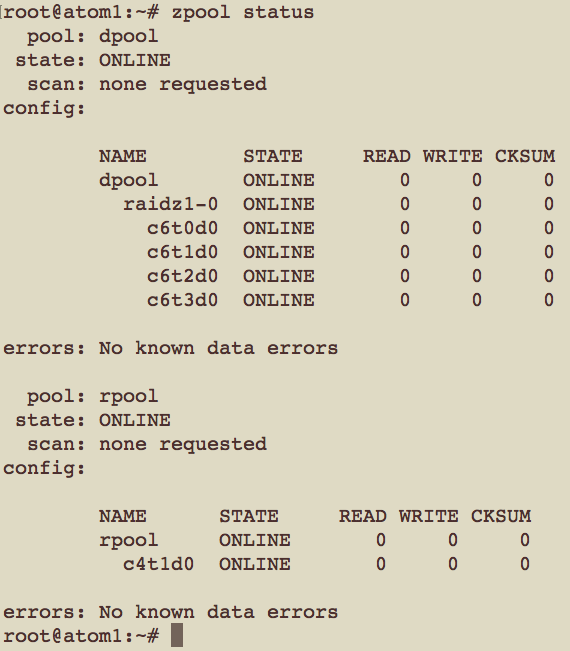 root@atom1:~# zpool status
  pool: dpool
 state: ONLINE
  scan: none requested
config:

        NAME        STATE     READ WRITE CKSUM
        dpool       ONLINE       0     0     0
          raidz1-0  ONLINE       0     0     0
            c6t0d0  ONLINE       0     0     0
            c6t1d0  ONLINE       0     0     0
            c6t2d0  ONLINE       0     0     0
            c6t3d0  ONLINE       0     0     0

errors: No known data errors

  pool: rpool
 state: ONLINE
  scan: none requested
config:

        NAME      STATE     READ WRITE CKSUM
        rpool     ONLINE       0     0     0
          c4t1d0  ONLINE       0     0     0

errors: No known data errors
root@atom1:~#